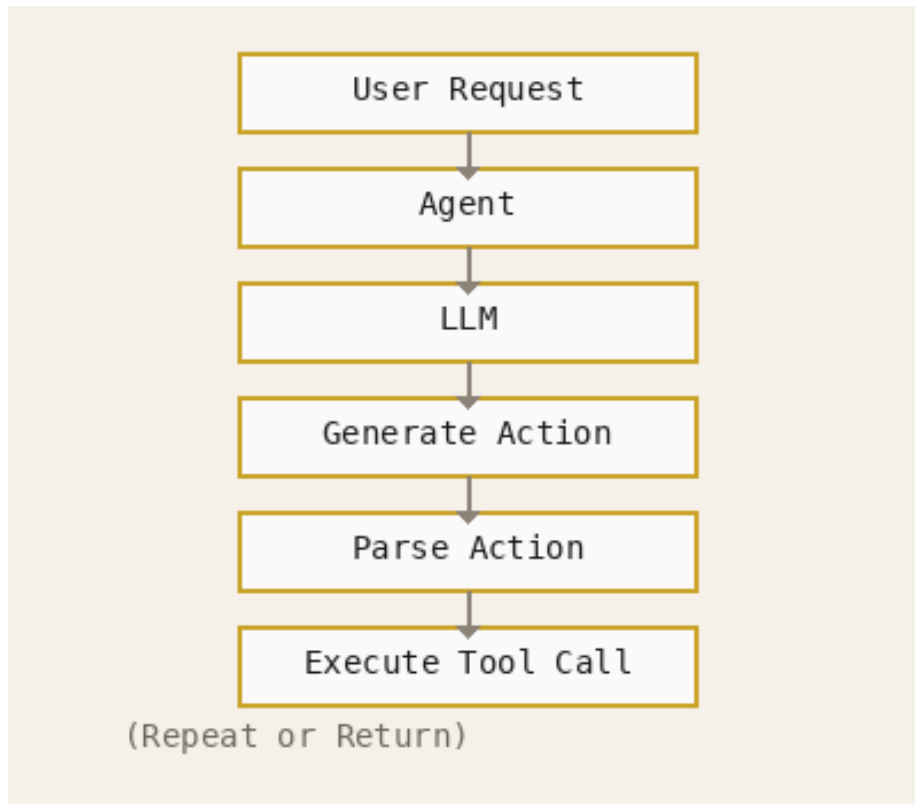 User Request
Agent
LLM
Generate Action
Parse Action
Execute Tool Call
(Repeat or Return)